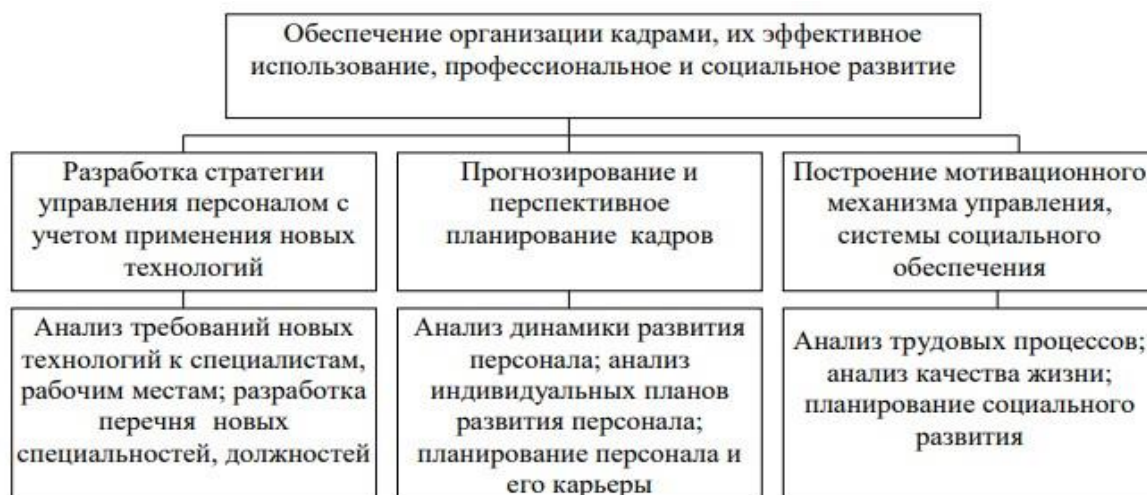 Обеспечение организации кадрами, их эффективное
использование, профессиональное и социальное развитие
Разработка стратегии
управления персоналом с
учетом применения новых
технологий
Прогнозирование и
перспективное
планирование кадров
Построение мотивационного
механизма управления,
системы социального
обеспечения
Анализ требований новых
технологий к специалистам,
рабочим местам; разработка
перечня новых
специальностей, должностей
Анализ динамики развития
персонала; анализ
индивидуальных планов
развития персонала;
планирование персонала и
его карьеры
Анализ трудовых процессов;
анализ качества жизни;
планирование социального
развития